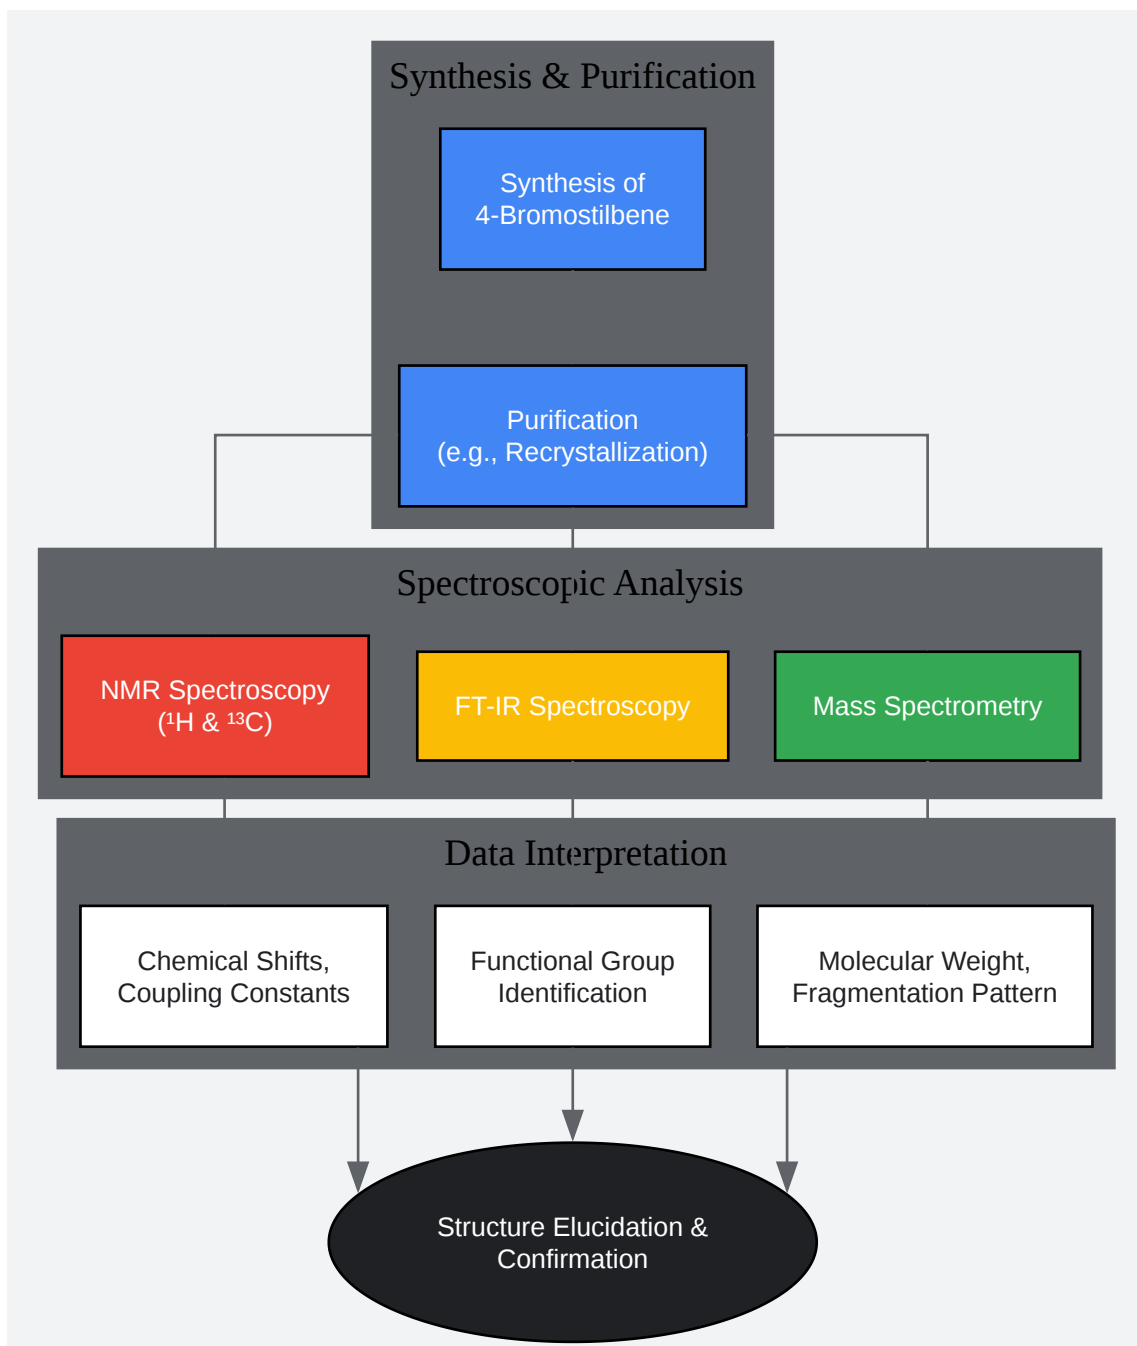 Synthesis & Purification
Synthesis of
4-Bromostilbene
Purification
(e.g., Recrystallization)
Spectroscopic Analysis
NMR Spectroscopy
(¹H & ¹³C)
FT-IR Spectroscopy
Mass Spectrometry
Data Interpretation
Chemical Shifts,
Coupling Constants
Functional Group
Identification
Molecular Weight,
Fragmentation Pattern
Structure Elucidation &
Confirmation